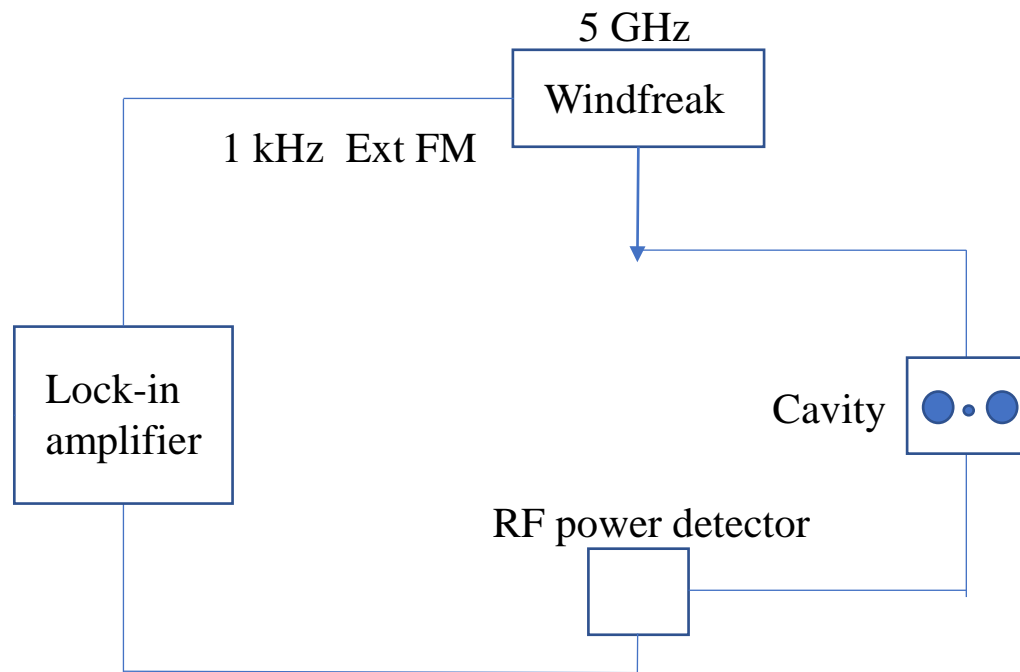 5 GHz
Windfreak
1 kHz  Ext FM
Lock-in
amplifier
Cavity
RF power detector